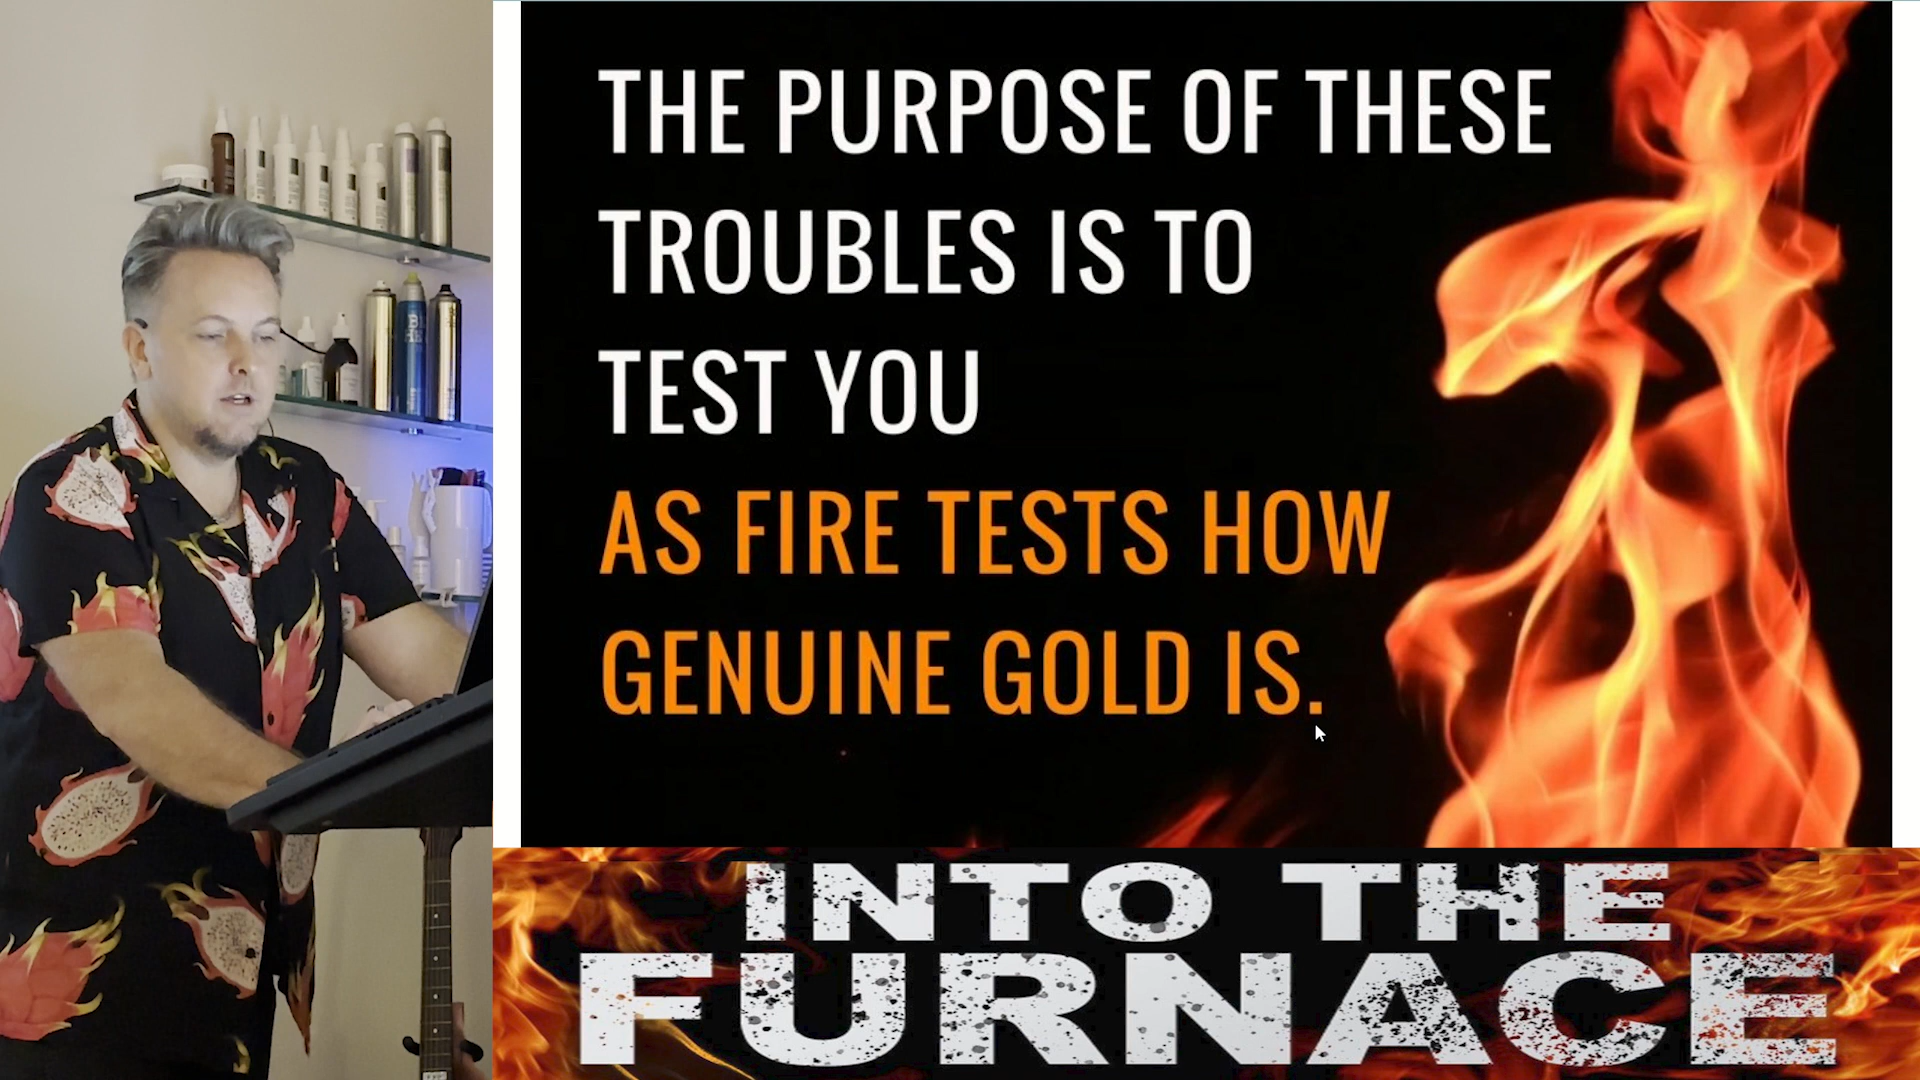 THE PURPOSE OF THESE
TROUBLES IS TO
TEST YOU
AS FIRE TESTS HOW
GENUINE GOLD IS.
INTO THE
FURNACE